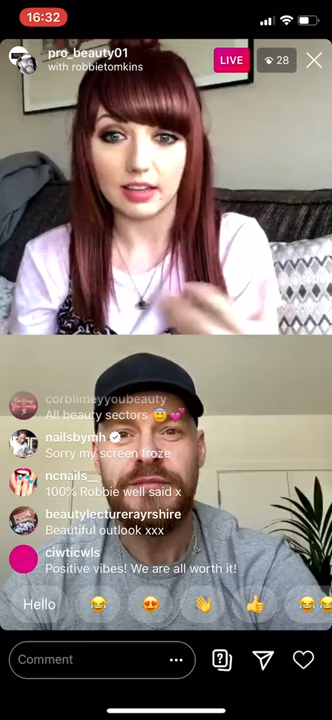 16:32
pro_beauty01
with robbietomkins
LIVE
28
corblimeyyoubeauty
All beauty sectors 😇💕
nailsbymh
Sorry my screen froze
ncnails__
100% Robbie well said x
beautylecturerayrshire
Beautiful outlook xxx
ciwticwls
Positive vibes! We are all worth it!
Hello 😂 😍 👋 👍 😂😂
Comment